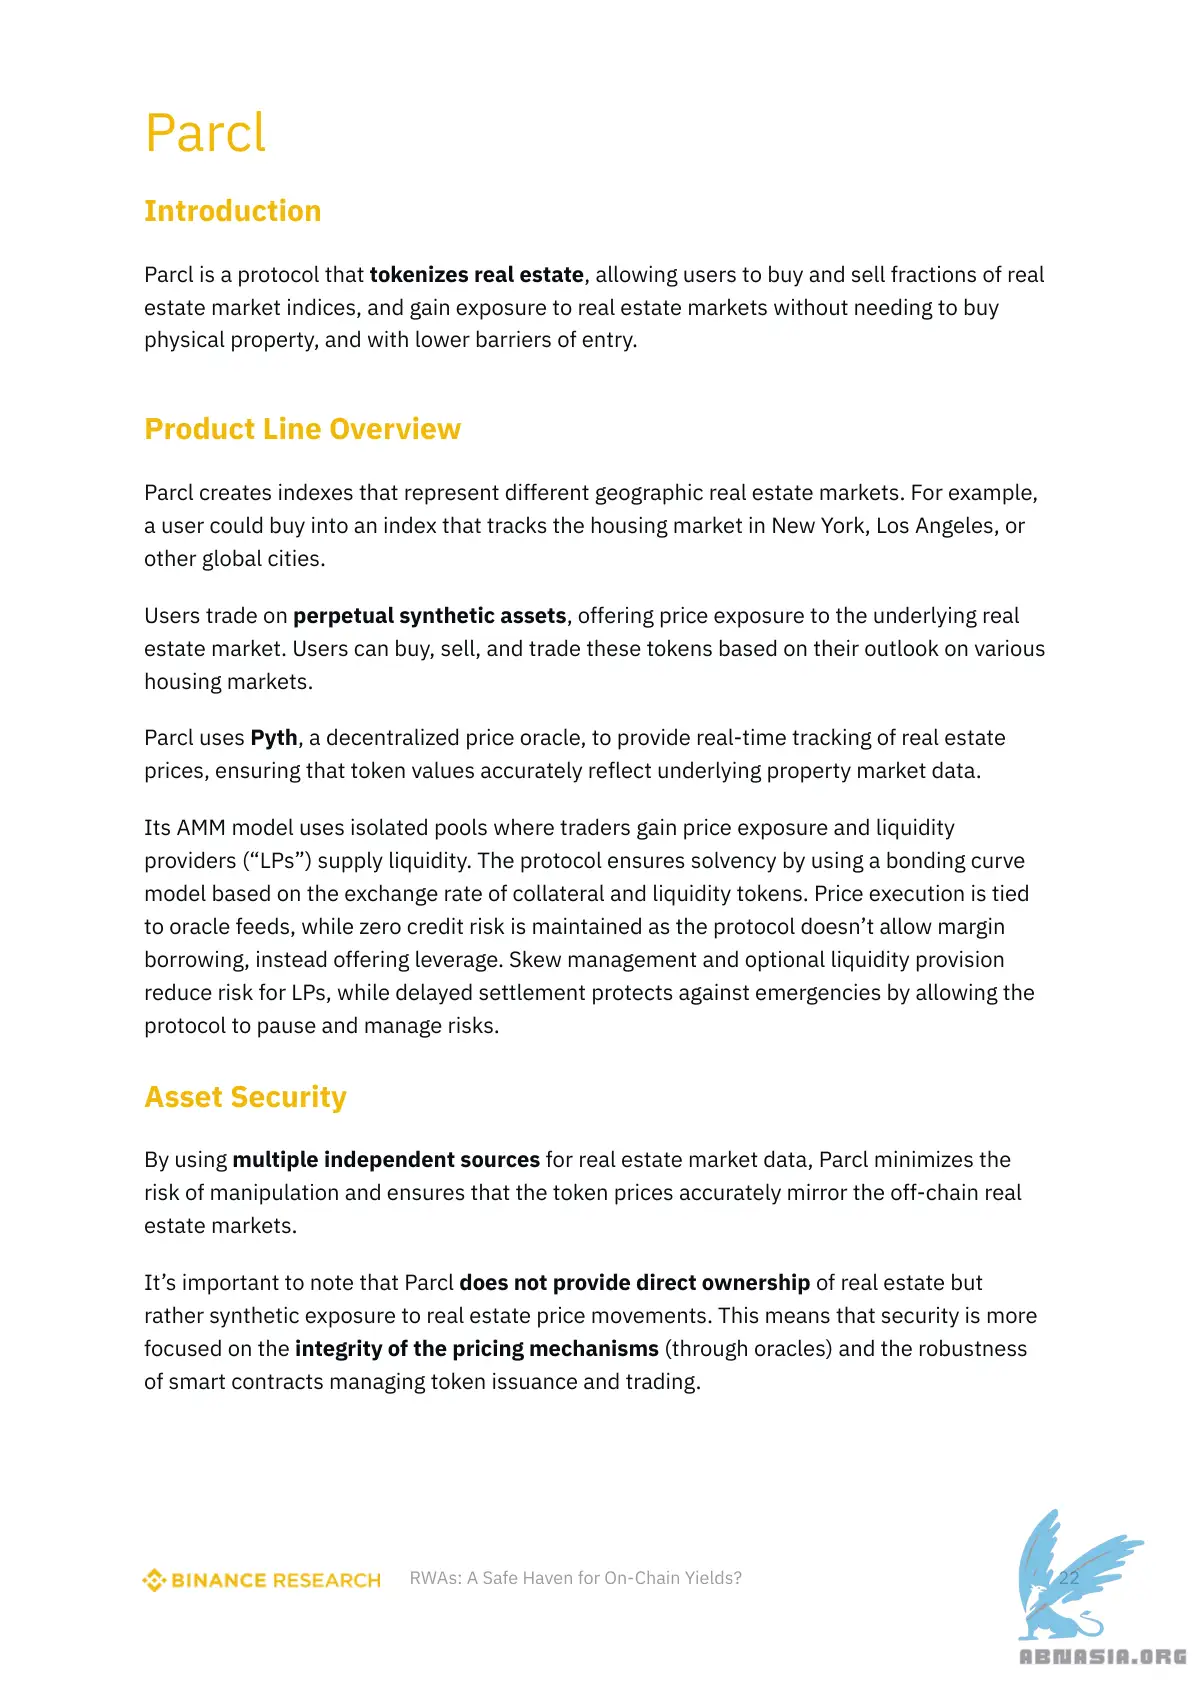 Parcl
Introduction
Parcl is a protocol that tokenizes real estate, allowing users to buy and sell fractions of real
estate market indices, and gain exposure to real estate markets without needing to buy
physical property, and with lower barriers of entry.
Product Line Overview
Parcl creates indexes that represent different geographic real estate markets. For example,
a user could buy into an index that tracks the housing market in New York, Los Angeles, or
other global cities.
Users trade on perpetual synthetic assets, offering price exposure to the underlying real
estate market. Users can buy, sell, and trade these tokens based on their outlook on various
housing markets.
Parcl uses Pyth, a decentralized price oracle, to provide real-time tracking of real estate
prices, ensuring that token values accurately reflect underlying property market data.
Its AMM model uses isolated pools where traders gain price exposure and liquidity
providers (“LPs”) supply liquidity. The protocol ensures solvency by using a bonding curve
model based on the exchange rate of collateral and liquidity tokens. Price execution is tied
to oracle feeds, while zero credit risk is maintained as the protocol doesn’t allow margin
borrowing, instead offering leverage. Skew management and optional liquidity provision
reduce risk for LPs, while delayed settlement protects against emergencies by allowing the
protocol to pause and manage risks.
Asset Security
By using multiple independent sources for real estate market data, Parcl minimizes the
risk of manipulation and ensures that the token prices accurately mirror the off-chain real
estate markets.
It’s important to note that Parcl does not provide direct ownership of real estate but
rather synthetic exposure to real estate price movements. This means that security is more
focused on the integrity of the pricing mechanisms (through oracles) and the robustness
of smart contracts managing token issuance and trading.
BINANCE RESEARCH RWAs: A Safe Haven for On-Chain Yields? 22
ABNASIA.ORG